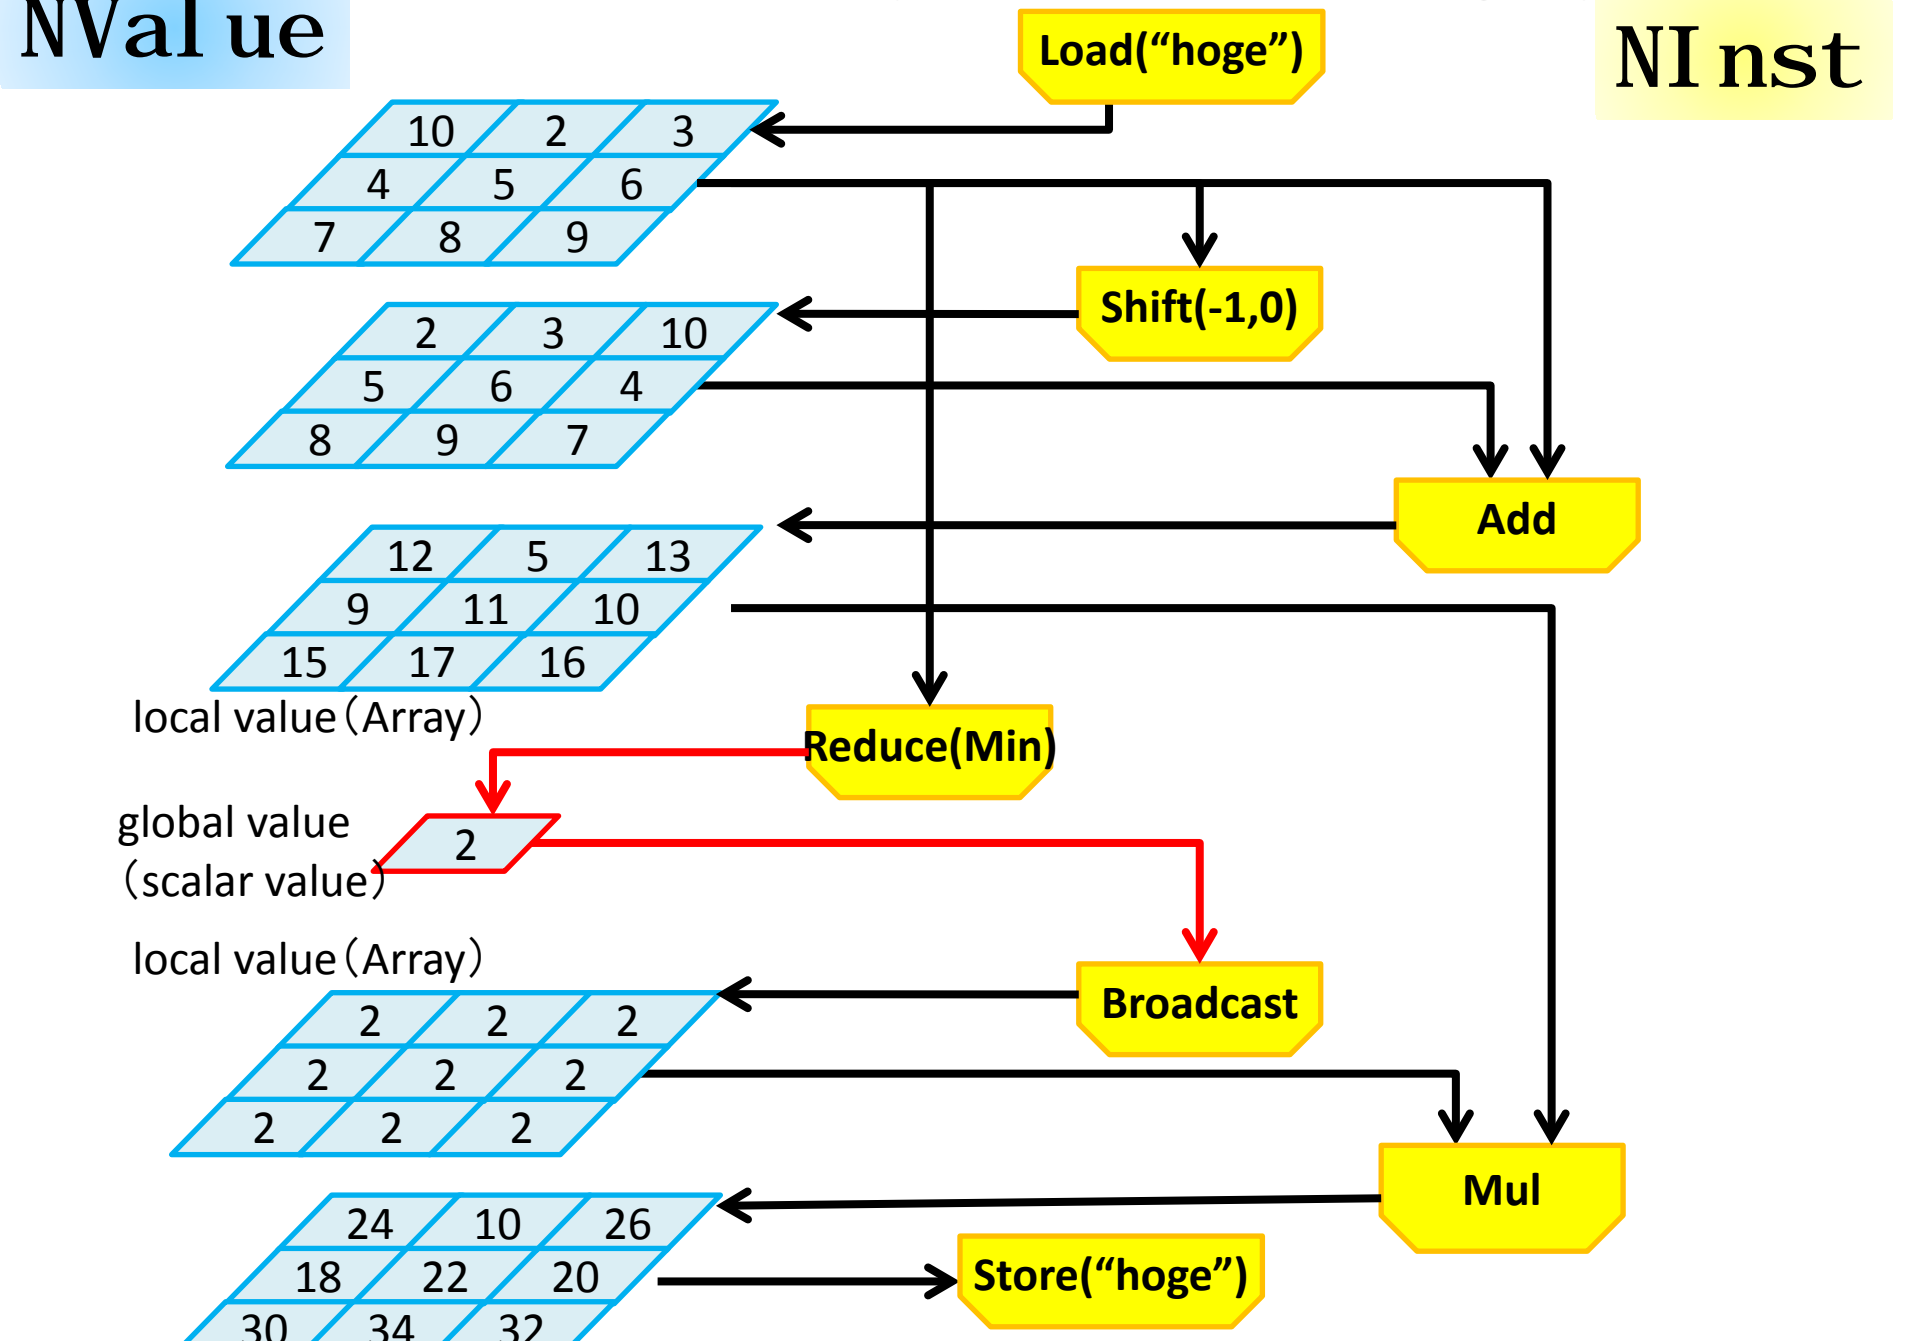 NValue
NInst
Load(“hoge”)
10 2 3
4 5 6
7 8 9
Shift(-1,0)
2 3 10
5 6 4
8 9 7
Add
12 5 13
9 11 10
15 17 16
local value（Array）
Reduce(Min)
global value
（scalar value）
2
local value（Array）
Broadcast
2 2 2
2 2 2
2 2 2
Mul
24 10 26
18 22 20
30 34 32
Store(“hoge”)